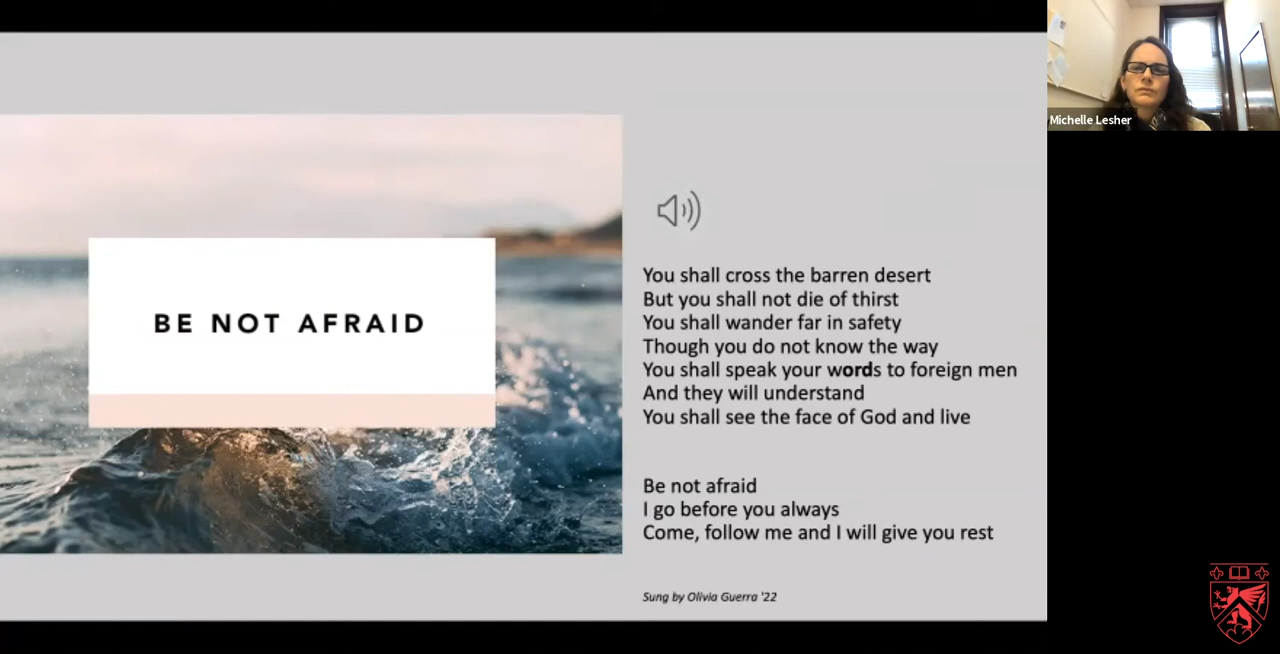 Michelle Lesher
BE NOT AFRAID
You shall cross the barren desert
But you shall not die of thirst
You shall wander far in safety
Though you do not know the way
You shall speak your words to foreign men
And they will understand
You shall see the face of God and live
Be not afraid
I go before you always
Come, follow me and I will give you rest
Sung by Olivia Guerra '22